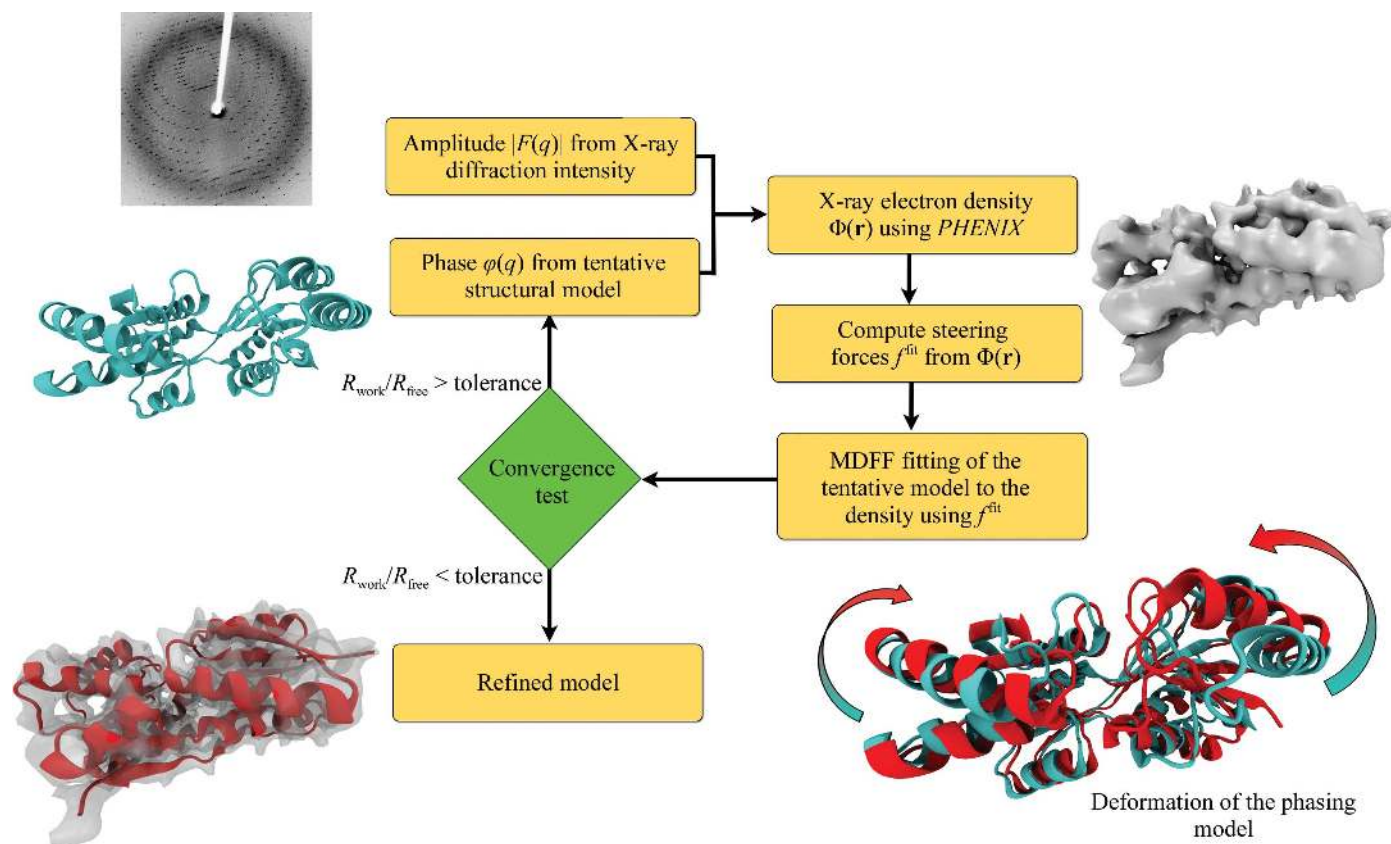 Amplitude |F(q)| from X-ray
diffraction intensity
Phase φ(q) from tentative
structural model
X-ray electron density
Φ(r) using PHENIX
Compute steering
forces f^fit from Φ(r)
MDFF fitting of the
tentative model to the
density using f^fit
R_work/R_free > tolerance
Convergence
test
R_work/R_free < tolerance
Refined model
Deformation of the phasing
model